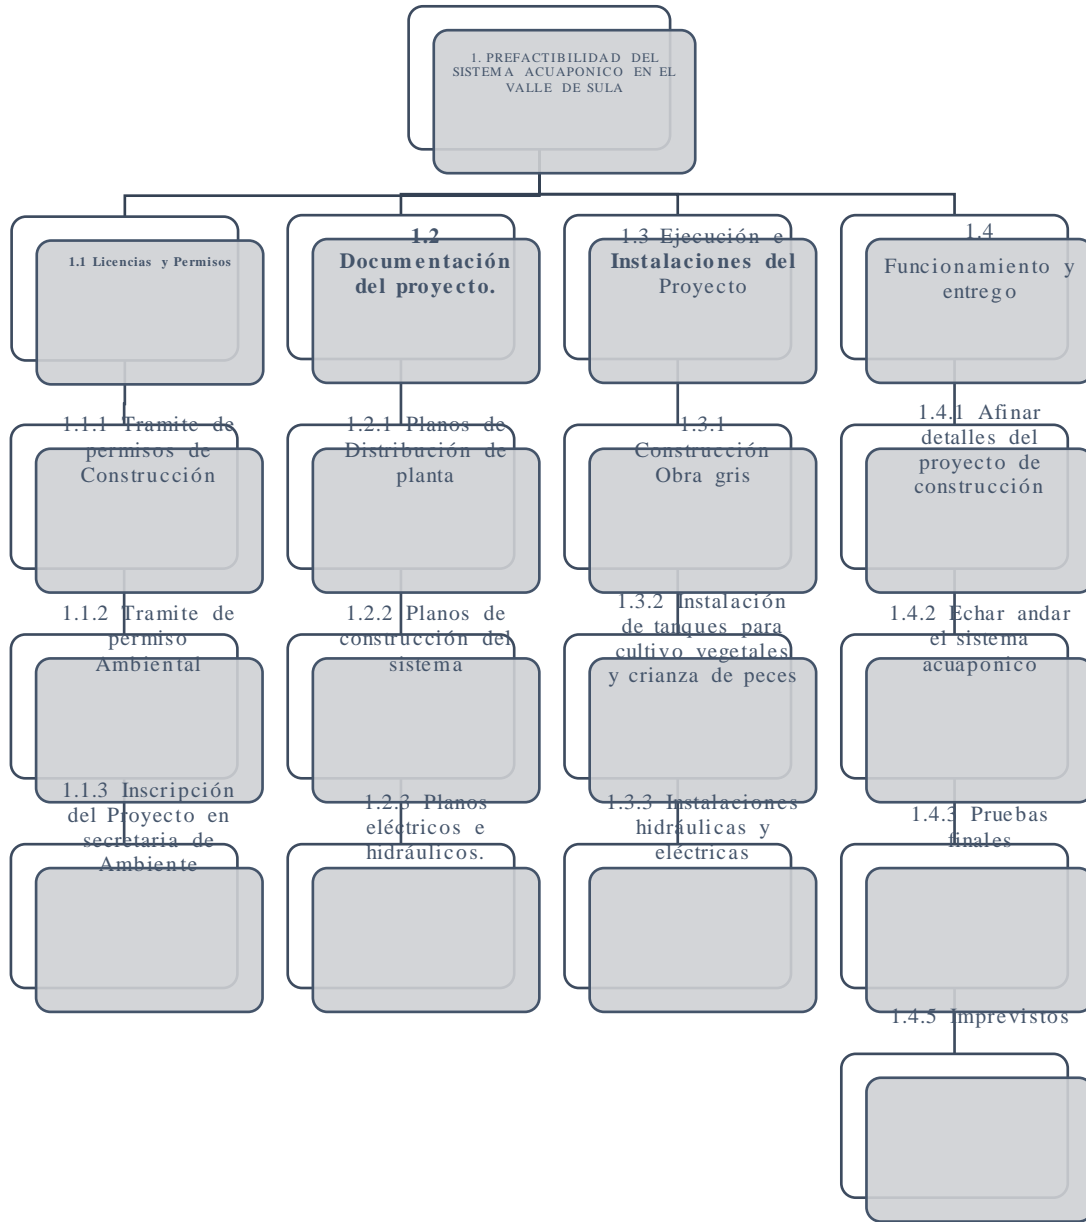 1. PREFACTIBILIDAD DEL
SISTEMA ACUAPONICO EN EL
VALLE DE SULA
1.1 Licencias y Permisos
1.1.1 Tramite de
permisos de
Construcción
1.1.2 Tramite de
permiso
Ambiental
1.1.3 Inscripción
del Proyecto en
secretaria de
Ambiente
1.2
Documentación
del proyecto.
1.2.1 Planos de
Distribución de
planta
1.2.2 Planos de
construcción del
sistema
1.2.3 Planos
eléctricos e
hidráulicos.
1.3 Ejecución e
Instalaciones del
Proyecto
1.3.1
Construcción
Obra gris
1.3.2 Instalación
de tanques para
cultivo vegetales
y crianza de peces
1.3.3 Instalaciones
hidráulicas y
eléctricas
1.4
Funcionamiento y
entrego
1.4.1 Afinar
detalles del
proyecto de
construcción
1.4.2 Echar andar
el sistema
acuaponico
1.4.3 Pruebas
finales
1.4.5 Imprevistos